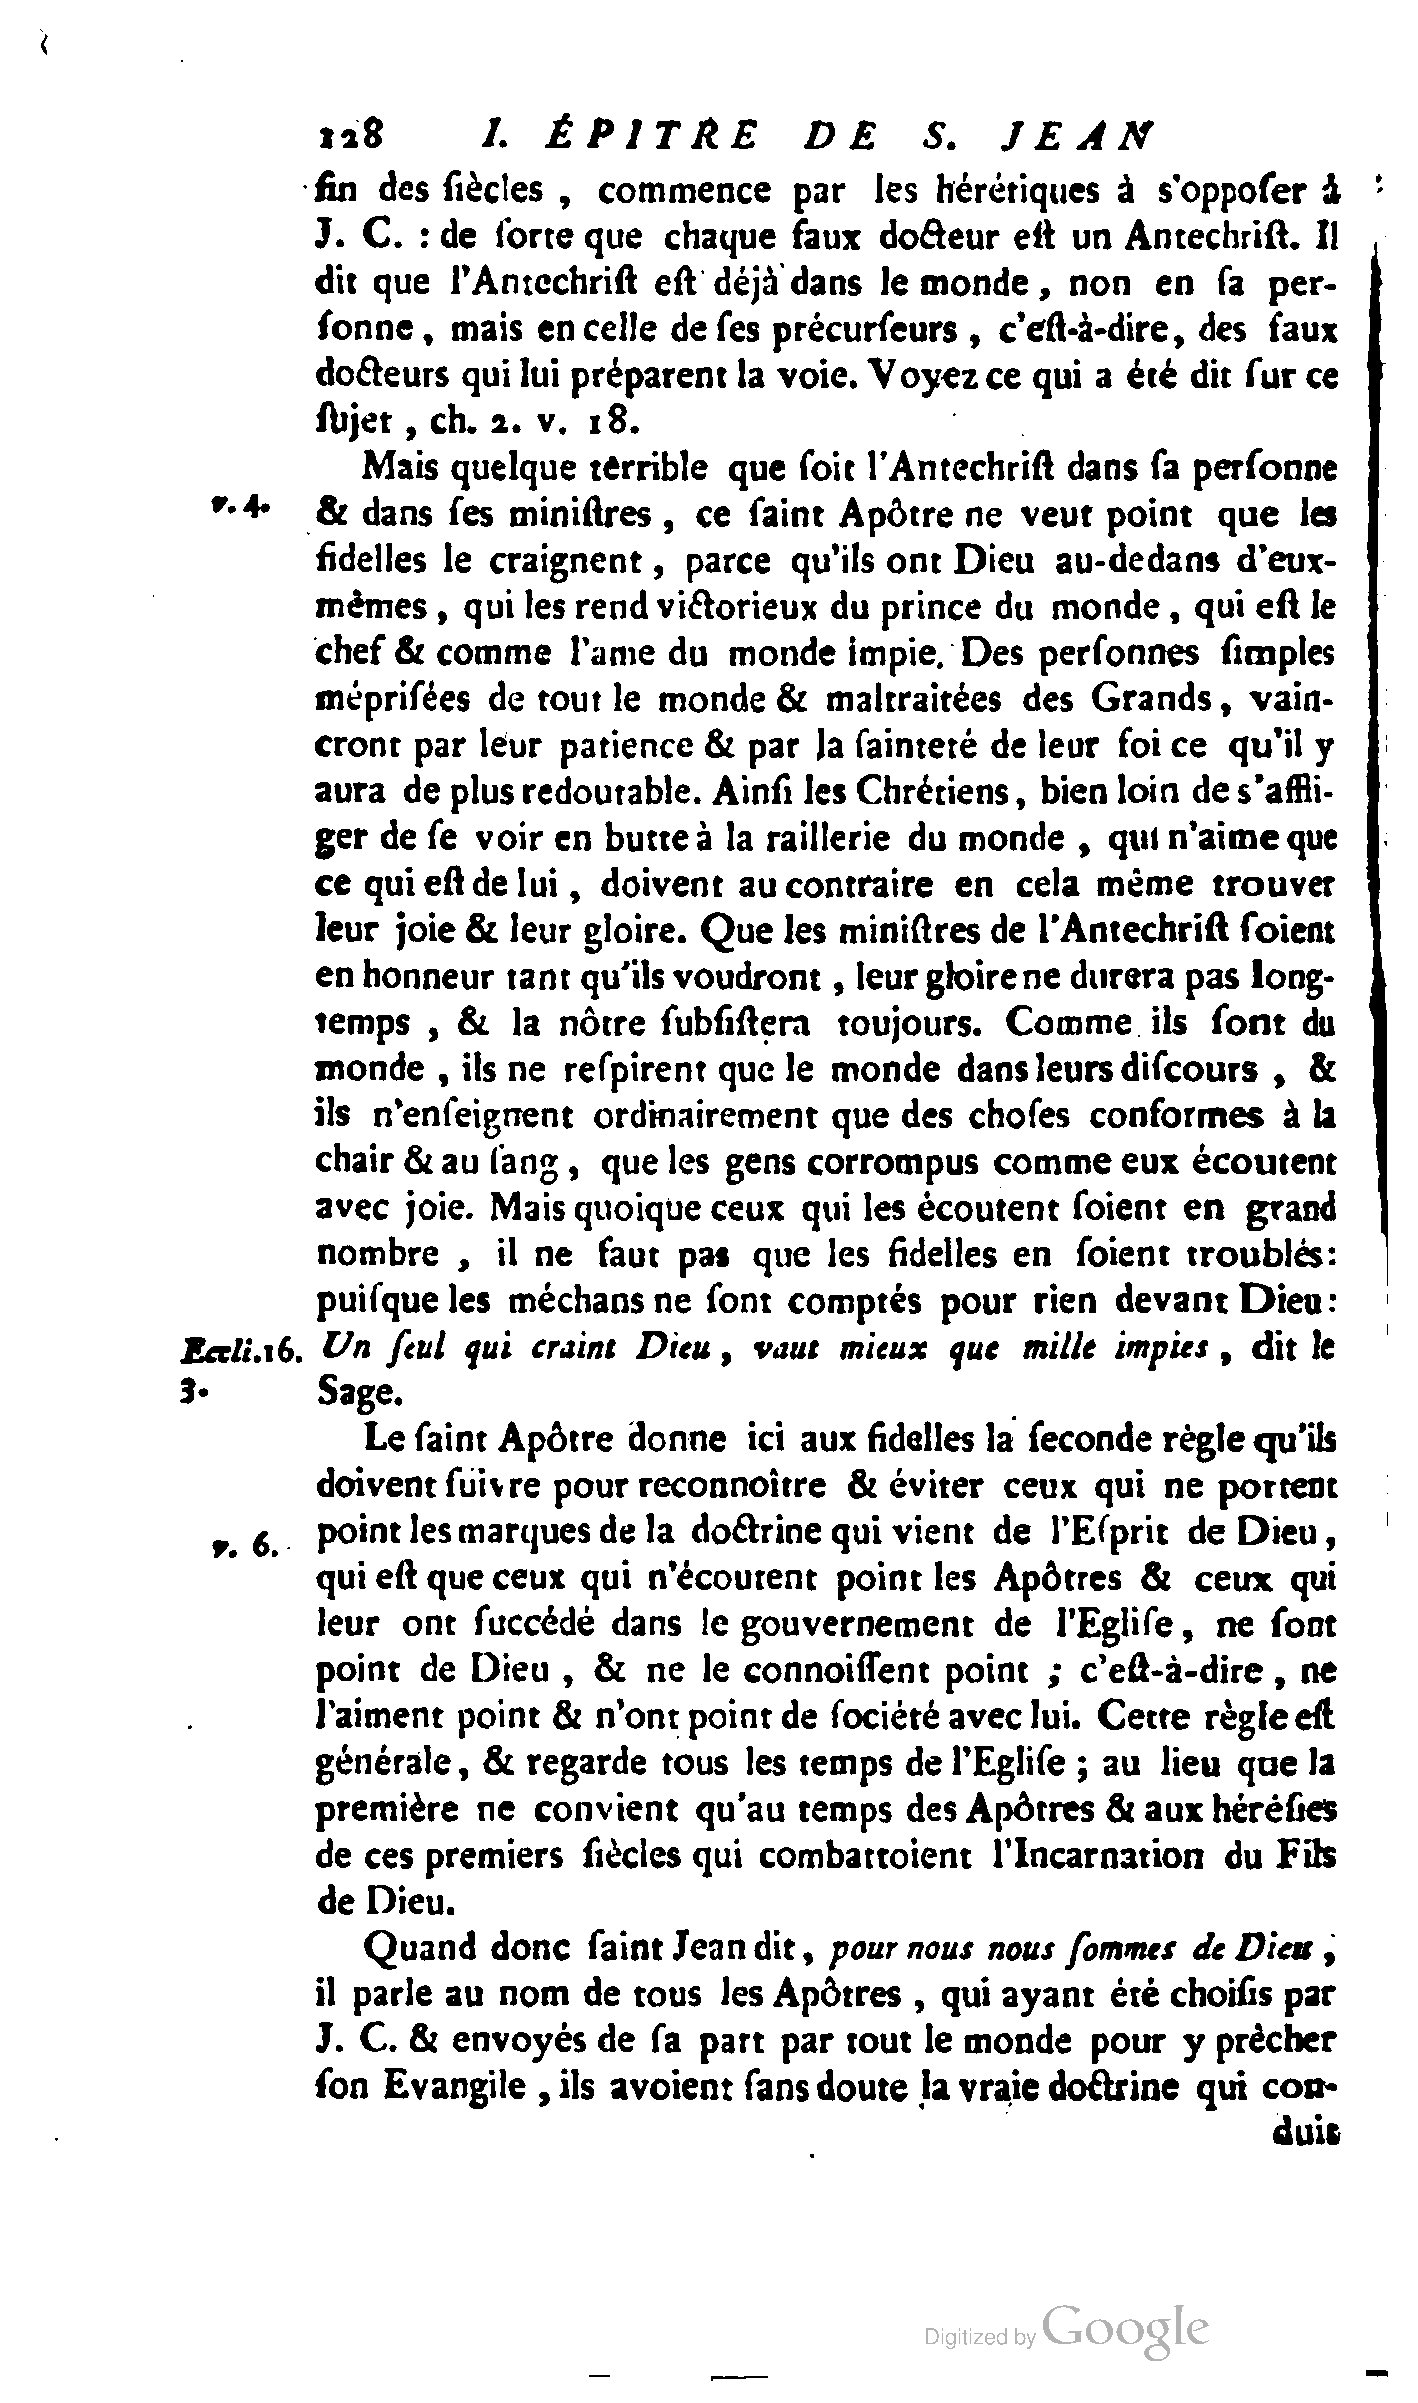 128 I. ÉPITRE DE S. JEAN
fin des ſiècles , commence par les hérétiques à s'oppoſer à
J. C. : de ſorte que chaque faux docteur eſt un Antechriſt. Il
dit que l'Antechriſt eſt déjà dans le monde , non en ſa per-
ſonne , mais en celle de ſes précurſeurs , c'eſt-à-dire, des faux
docteurs qui lui préparent la voie. Voyez ce qui a été dit ſur ce
ſujet , ch. 2. v. 18.
Mais quelque terrible que ſoit l'Antechriſt dans ſa perſonne
v. 4. & dans ſes miniſtres , ce ſaint Apôtre ne veut point que les
fidelles le craignent , parce qu'ils ont Dieu au-dedans d'eux-
mêmes , qui les rend victorieux du prince du monde , qui eſt le
chef & comme l'ame du monde impie. Des perſonnes ſimples
mépriſées de tout le monde & maltraitées des Grands , vain-
cront par leur patience & par la ſainteté de leur foi ce qu'il y
aura de plus redoutable. Ainſi les Chrétiens , bien loin de s'affli-
ger de ſe voir en butte à la raillerie du monde , qui n'aime que
ce qui eſt de lui , doivent au contraire en cela même trouver
leur joie & leur gloire. Que les miniſtres de l'Antechriſt ſoient
en honneur tant qu'ils voudront , leur gloire ne durera pas long-
temps , & la nôtre ſubſiſtera toujours. Comme ils ſont du
monde , ils ne reſpirent que le monde dans leurs diſcours , &
ils n'enſeignent ordinairement que des choſes conformes à la
chair & au ſang , que les gens corrompus comme eux écoutent
avec joie. Mais quoique ceux qui les écoutent ſoient en grand
nombre , il ne faut pas que les fidelles en ſoient troublés :
puiſque les méchans ne ſont comptés pour rien devant Dieu :
Eccli. 16. Un ſeul qui craint Dieu , vaut mieux que mille impies , dit le
3. Sage.
Le ſaint Apôtre donne ici aux fidelles la ſeconde règle qu'ils
doivent ſuivre pour reconnoître & éviter ceux qui ne portent
v. 6. point les marques de la doctrine qui vient de l'Eſprit de Dieu ,
qui eſt que ceux qui n'écoutent point les Apôtres & ceux qui
leur ont ſuccédé dans le gouvernement de l'Egliſe , ne ſont
point de Dieu , & ne le connoiſſent point ; c'eſt-à-dire , ne
l'aiment point & n'ont point de ſociété avec lui. Cette règle eſt
générale , & regarde tous les temps de l'Egliſe ; au lieu que la
première ne convient qu'au temps des Apôtres & aux héréſies
de ces premiers ſiècles qui combattoient l'Incarnation du Fils
de Dieu.
Quand donc ſaint Jean dit , pour nous nous ſommes de Dieu ;
il parle au nom de tous les Apôtres , qui ayant été choiſis par
J. C. & envoyés de ſa part par tout le monde pour y prêcher
ſon Evangile , ils avoient ſans doute la vraie doctrine qui con-
duit
Digitized by Google